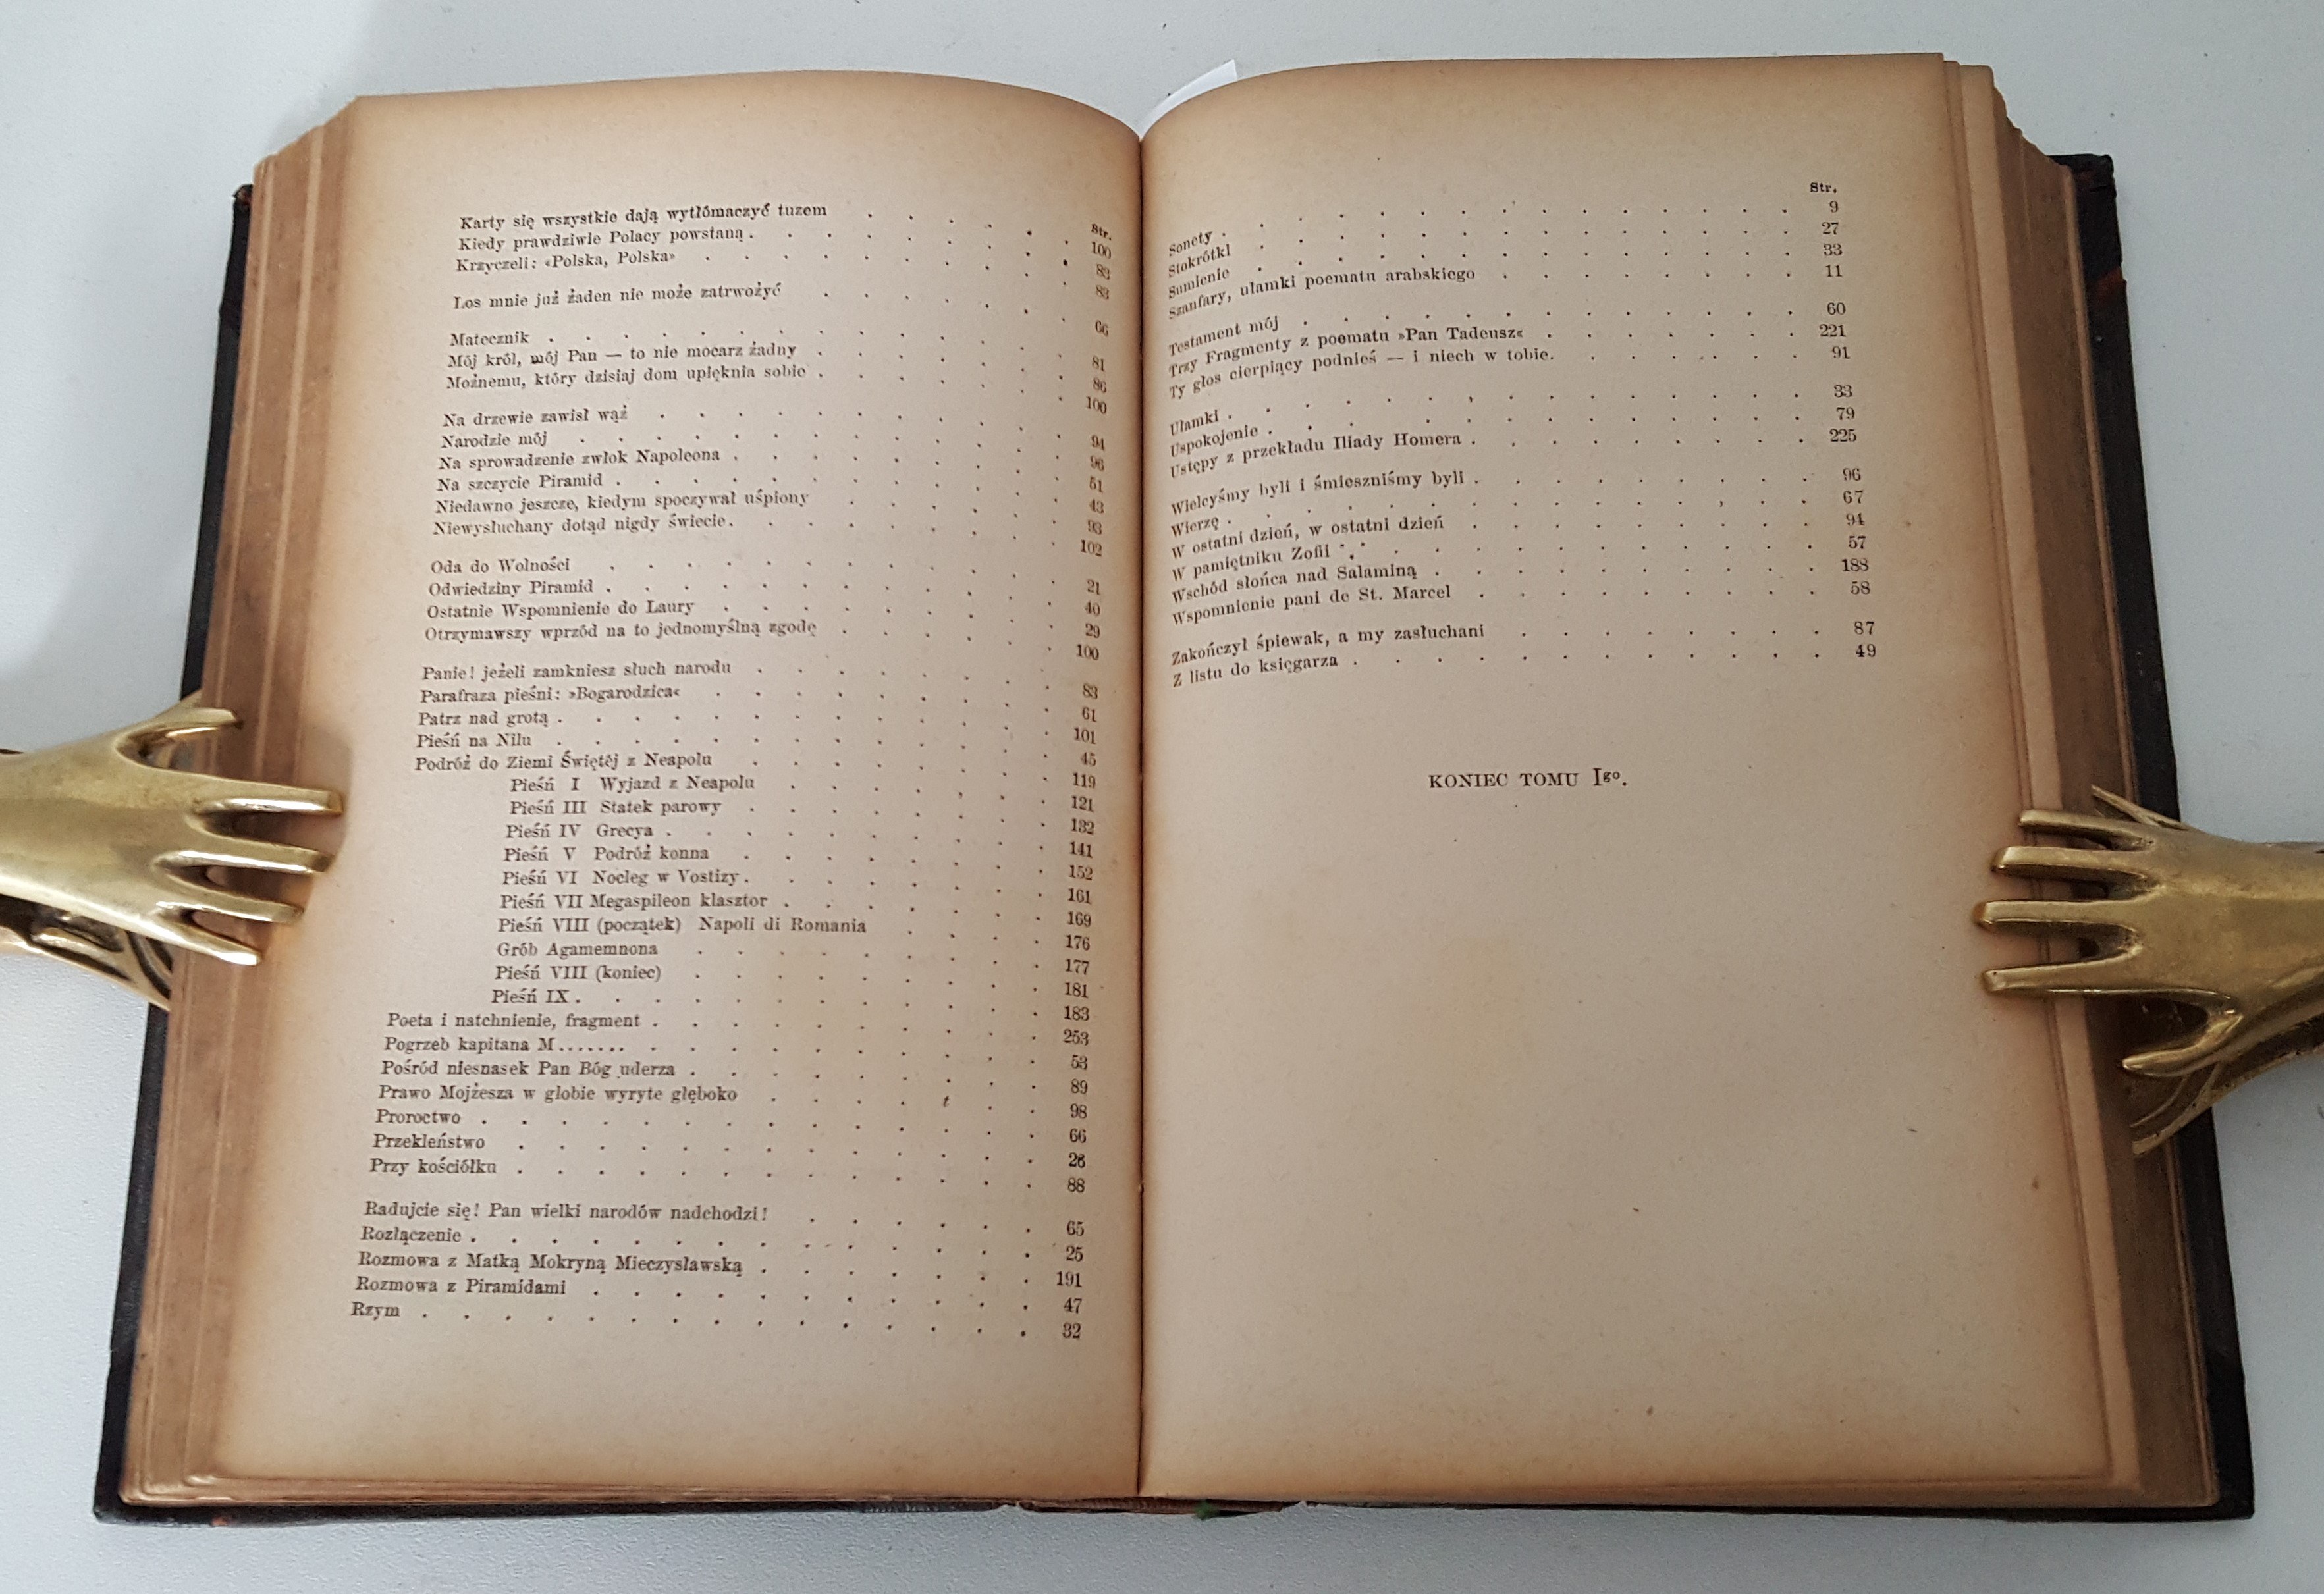 Str.
Karty się wszystkie dają wytłómaczyć tuzem . . . . 100
Kiedy prawdziwie Polacy powstaną . . . . . 83
Krzyczeli: «Polska, Polska» . . . . . . 83
Los mnie już żaden nie może zatrwożyć . . . . 66
Matecznik . . . . . . . . 81
Mój król, mój Pan — to nie mocarz żadny . . . . 86
Możnemu, który dzisiaj dom upięknia sobie . . . . 100
Na drzewie zawisł wąż . . . . . . 94
Narodzie mój . . . . . . . . 96
Na sprowadzenie zwłok Napoleona . . . . . 51
Na szczycie Piramid . . . . . . . 43
Niedawno jeszcze, kiedym spoczywał uśpiony . . . . 93
Niewysłuchany dotąd nigdy świecie . . . . . 102
Oda do Wolności . . . . . . . 21
Odwiedziny Piramid . . . . . . . 40
Ostatnie Wspomnienie do Laury . . . . . 29
Otrzymawszy wprzód na to jednomyślną zgodę . . . . 100
Panie! jeżeli zamkniesz słuch narodu . . . . . 83
Parafraza pieśni: »Bogarodzica« . . . . . . 61
Patrz nad grotą . . . . . . . . 101
Pieśń na Nilu . . . . . . . . 45
Podróż do Ziemi Świętéj z Neapolu . . . . . 119
Pieśń I Wyjazd z Neapolu . . . . . 121
Pieśń III Statek parowy . . . . . 132
Pieśń IV Grecya . . . . . . 141
Pieśń V Podróż konna . . . . . 152
Pieśń VI Nocleg w Vostizy . . . . . 161
Pieśń VII Megaspileon klasztor . . . . . 169
Pieśń VIII (początek) Napoli di Romania . . . 176
Grób Agamemnona . . . . . . 177
Pieśń VIII (koniec) . . . . . . 181
Pieśń IX . . . . . . . 183
Poeta i natchnienie, fragment . . . . . . 253
Pogrzeb kapitana M....... . . . . . . 53
Pośród niesnasek Pan Bóg uderza . . . . . . 89
Prawo Mojżesza w globie wyryte głęboko . . . . . 98
Proroctwo . . . . . . . . . 66
Przekleństwo . . . . . . . . 26
Przy kościółku . . . . . . . . 88
Radujcie się! Pan wielki narodów nadchodzi! . . . . 65
Rozłączenie . . . . . . . . . 25
Rozmowa z Matką Mokryną Mieczysławską . . . . . 191
Rozmowa z Piramidami . . . . . . . 47
Rzym . . . . . . . . . . 32
Str.
Sonety . . . . . . . . . 9
Stokrótki . . . . . . . . . 27
Sumienie . . . . . . . . . 33
Szanfary, ułamki poematu arabskiego . . . . . 11
Testament mój . . . . . . . . 60
Trzy Fragmenty z poematu »Pan Tadeusz« . . . . 221
Ty głos cierpiący podnieś — i niech w tobie . . . . 91
Ułamki . . . . . . . . . 33
Uspokojenie . . . . . . . . . 79
Ustępy z przekładu Iliady Homera . . . . . 225
Wielcyśmy byli i śmieszniśmy byli . . . . . 96
Wierzę . . . . . . . . . 67
W ostatni dzień, w ostatni dzień . . . . . 94
W pamiętniku Zofii *** . . . . . . 57
Wschód słońca nad Salaminą . . . . . . 188
Wspomnienie pani de St. Marcel . . . . . 58
Zakończył śpiewak, a my zasłuchani . . . . . 87
Z listu do księgarza . . . . . . . 49
KONIEC TOMU Igo.